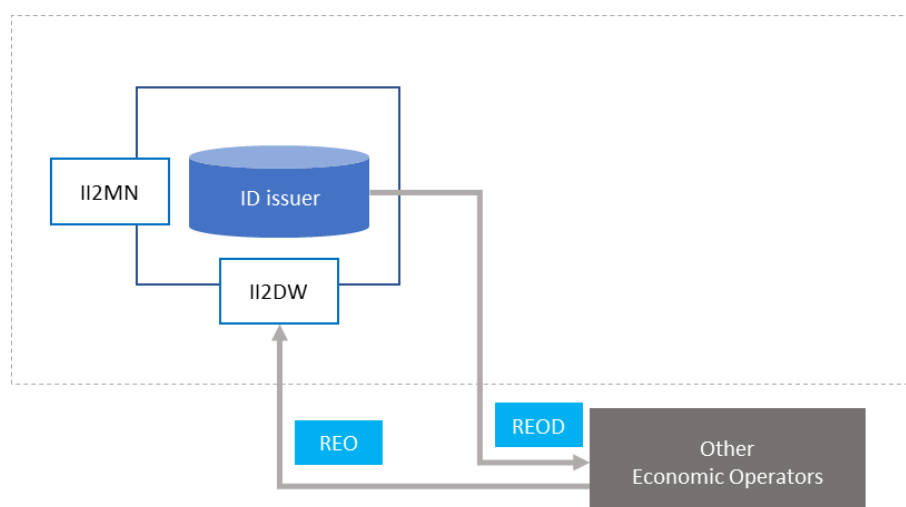 II2MN
ID issuer
II2DW
REO
REOD
Other
Economic Operators